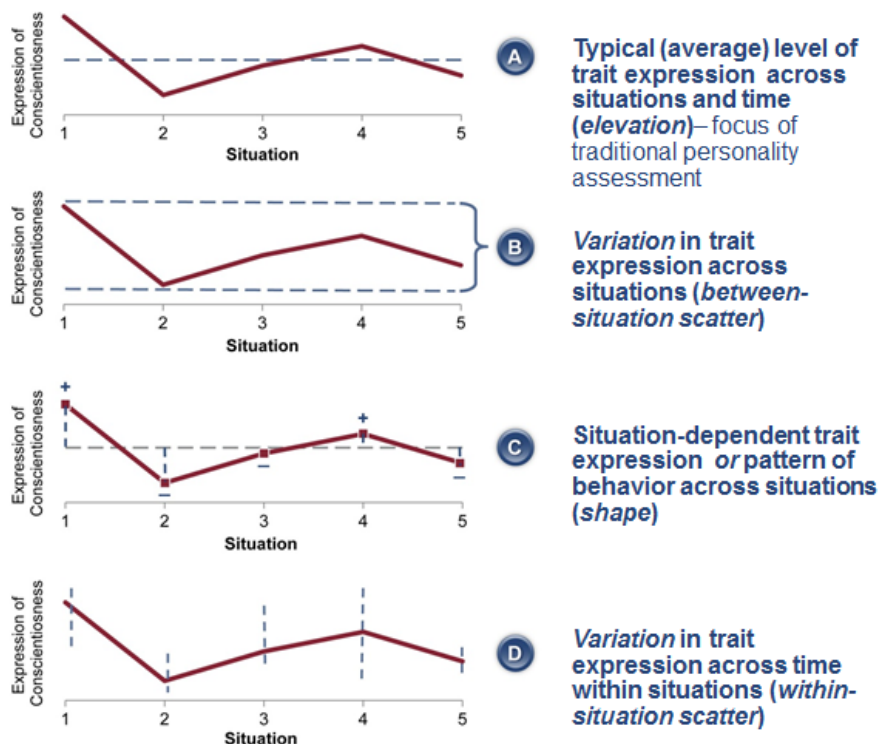 Expression of
Conscientiosness
1 2 3 4 5
Situation
A
Typical (average) level of
trait expression across
situations and time
(elevation)– focus of
traditional personality
assessment
Expression of
Conscientiosness
1 2 3 4 5
Situation
B
Variation in trait
expression across
situations (between-
situation scatter)
Expression of
Conscientiosness
+ − − + −
1 2 3 4 5
Situation
C
Situation-dependent trait
expression or pattern of
behavior across situations
(shape)
Expression of
Conscientiosness
1 2 3 4 5
Situation
D
Variation in trait
expression across time
within situations (within-
situation scatter)